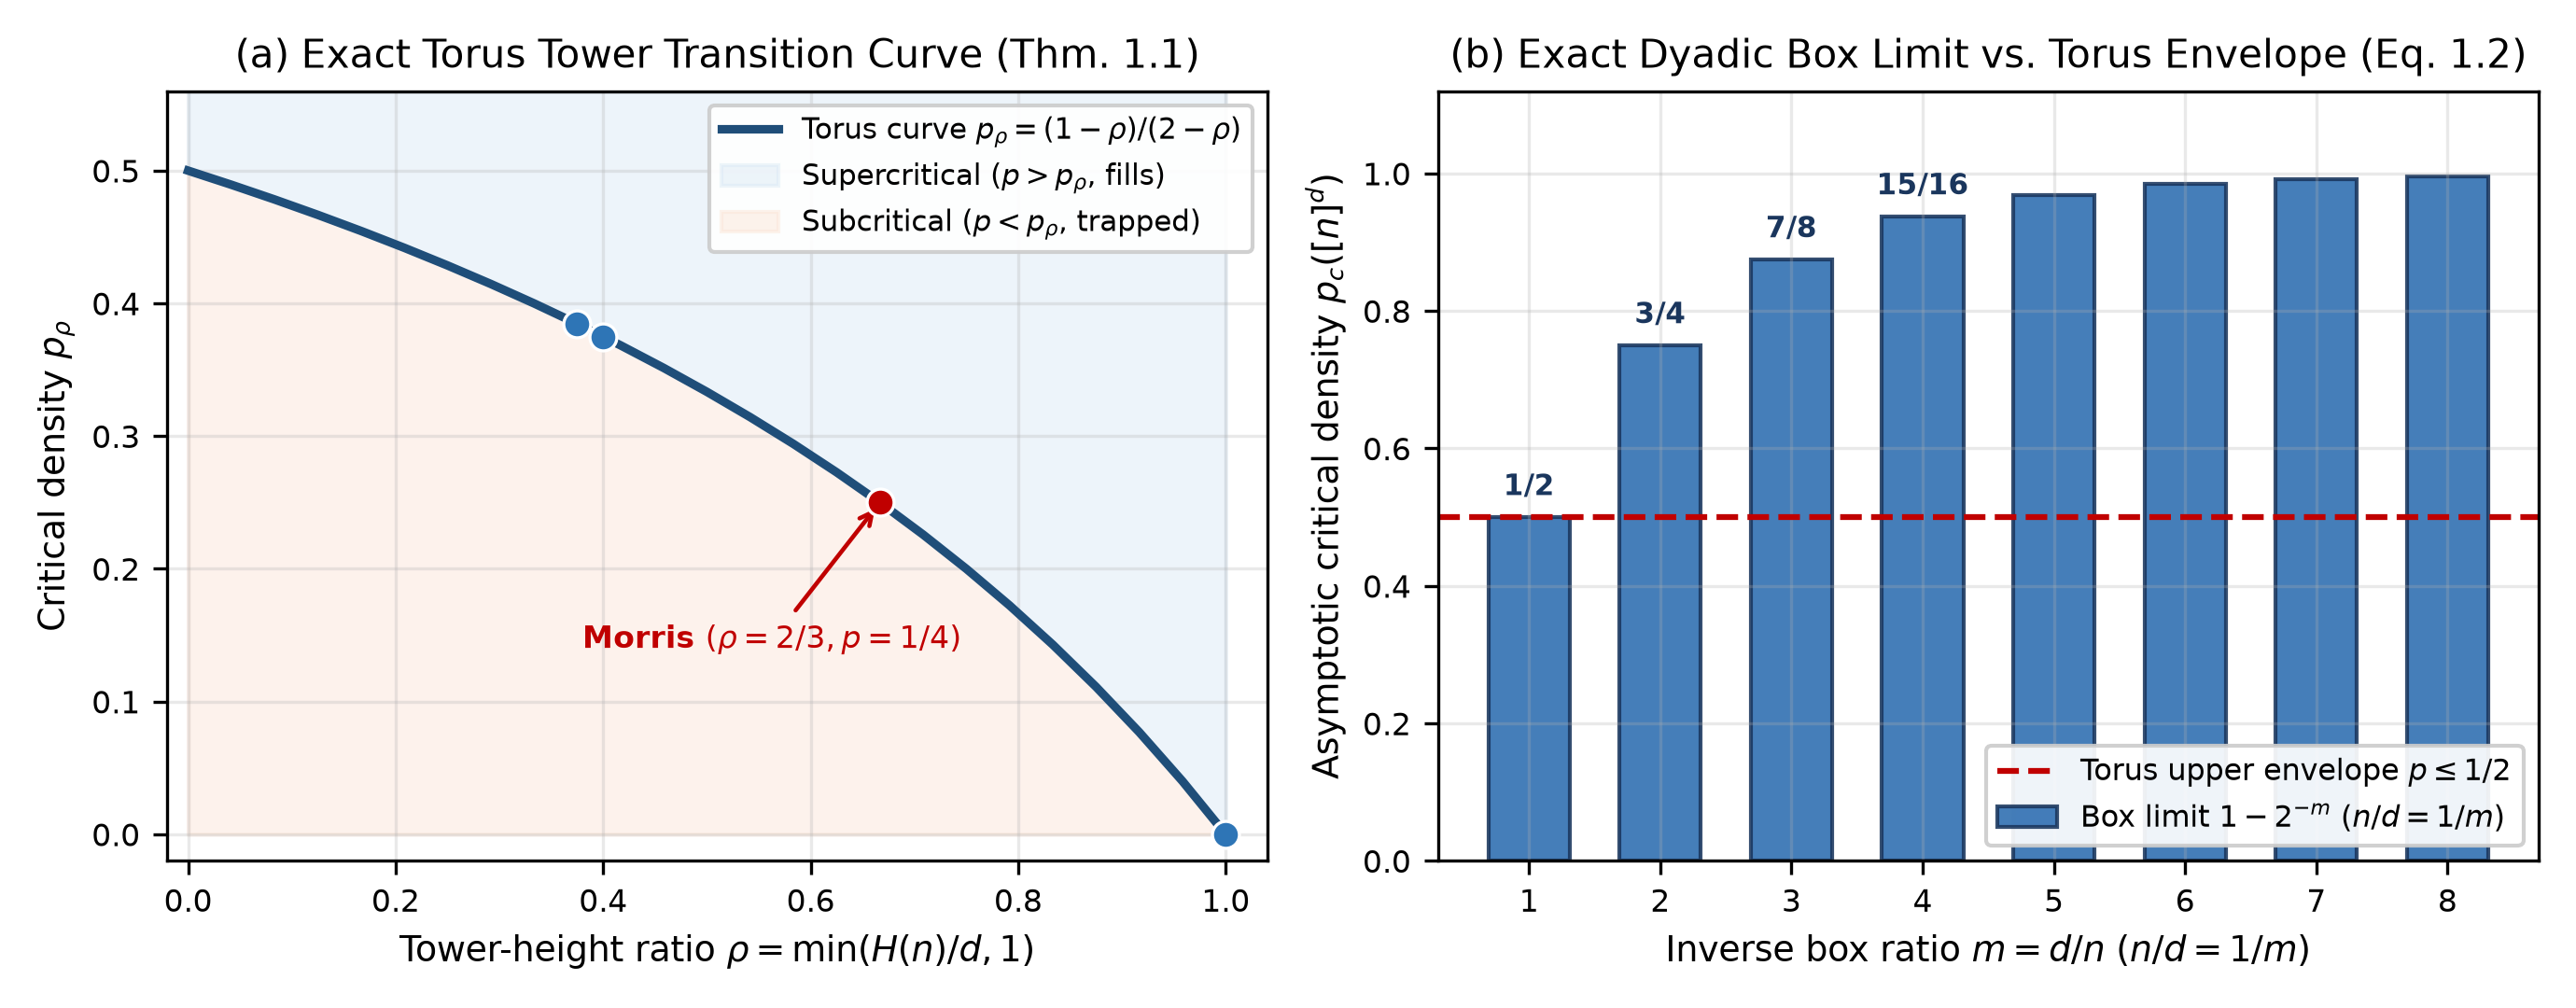 (a) Exact Torus Tower Transition Curve (Thm. 1.1)
Torus curve pρ = (1 − ρ)/(2 − ρ)
Supercritical (p > pρ, fills)
Subcritical (p < pρ, trapped)
Critical density pρ
0.5
0.4
0.3
0.2
0.1
0.0
Morris (ρ = 2/3, p = 1/4)
0.0 0.2 0.4 0.6 0.8 1.0
Tower-height ratio ρ = min(H(n)/d, 1)
(b) Exact Dyadic Box Limit vs. Torus Envelope (Eq. 1.2)
Asymptotic critical density p_c([n]^d)
1.0
0.8
0.6
0.4
0.2
0.0
1/2
3/4
7/8
15/16
Torus upper envelope p ≤ 1/2
Box limit 1 − 2^{−m} (n/d = 1/m)
1 2 3 4 5 6 7 8
Inverse box ratio m = d/n (n/d = 1/m)